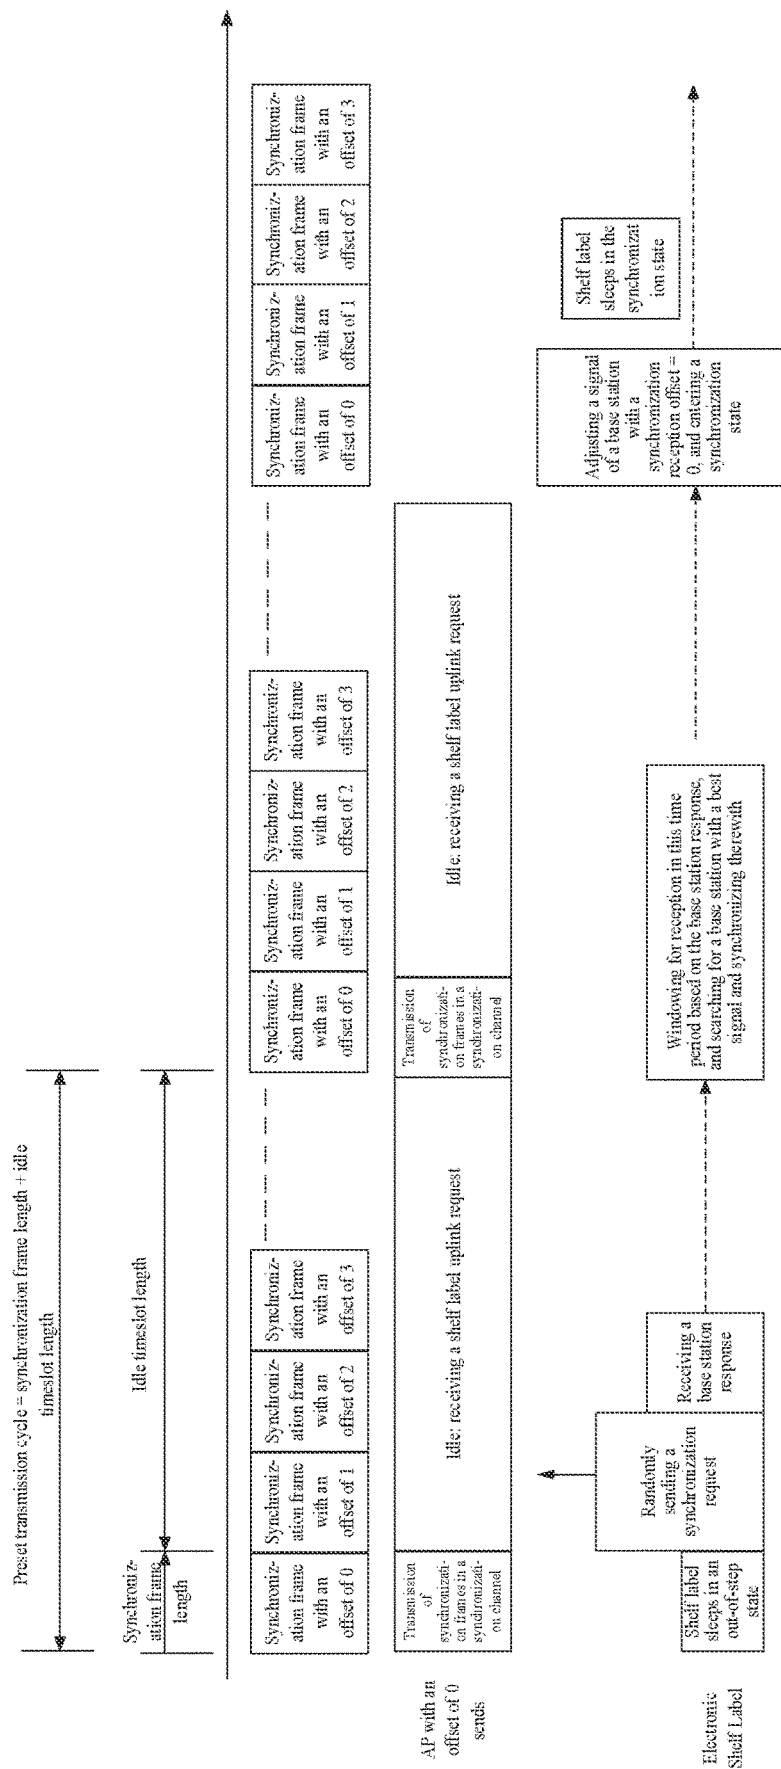 Preset transmission cycle = synchronization frame length + idle
timeslot length
Synchroniz-
ation frame
length
Idle timeslot length
Synchroniz-
ation frame
with an
offset of 0
Synchroniz-
ation frame
with an
offset of 1
Synchroniz-
ation frame
with an
offset of 2
Synchroniz-
ation frame
with an
offset of 3
Synchroniz-
ation frame
with an
offset of 0
Synchroniz-
ation frame
with an
offset of 1
Synchroniz-
ation frame
with an
offset of 2
Synchroniz-
ation frame
with an
offset of 3
Synchroniz-
ation frame
with an
offset of 0
Synchroniz-
ation frame
with an
offset of 1
Synchroniz-
ation frame
with an
offset of 2
Synchroniz-
ation frame
with an
offset of 3
AP with an
offset of 0
sends
Transmission
of
synchronizati-
on frames in a
synchronizati-
on channel
Idle: receiving a shelf label uplink request
Transmission
of
synchronizati-
on frames in a
synchronizati-
on channel
Idle: receiving a shelf label uplink request
Electronic
Shelf Label
Shelf label
sleeps in an
out-of-step
state
Randomly
sending a
synchronization
request
Receiving a
base station
response
Windowing for reception in this time
period based on the base station response,
and searching for a base station with a best
signal and synchronizing therewith
Adjusting a signal
of a base station
with a
synchronization
reception offset =
0, and entering a
synchronization
state
Shelf label
sleeps in the
synchronizat
ion state